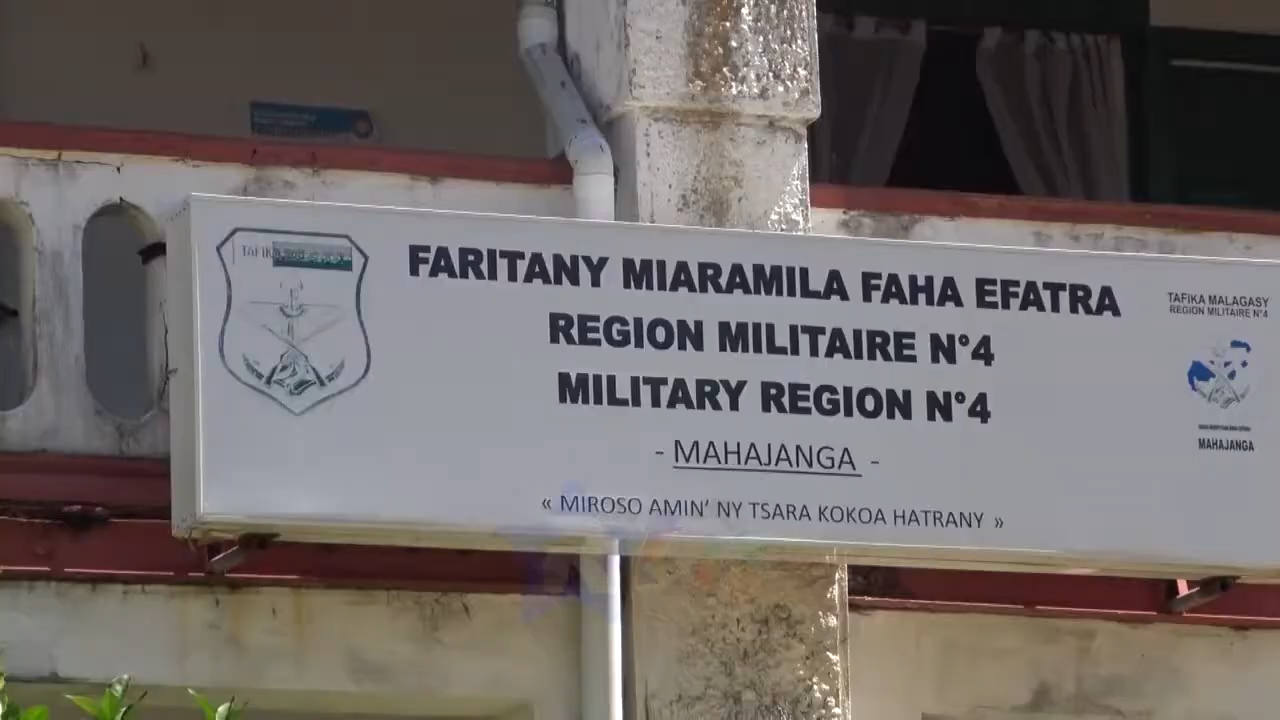 FARITANY MIARAMILA FAHA EFATRA
REGION MILITAIRE N°4
MILITARY REGION N°4
- MAHAJANGA -
« MIROSO AMIN’ NY TSARA KOKOA HATRANY »
TAFIKA MALAGASY
REGION MILITAIRE N°4
MAHAJANGA